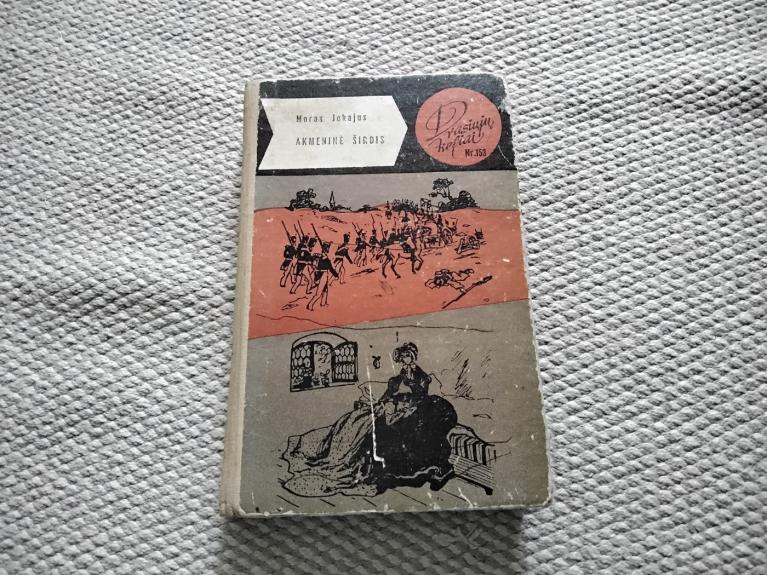 Moras Jokajus
AKMENINĖ ŠIRDIS
Drąsiųjų
keliai
Nr.153